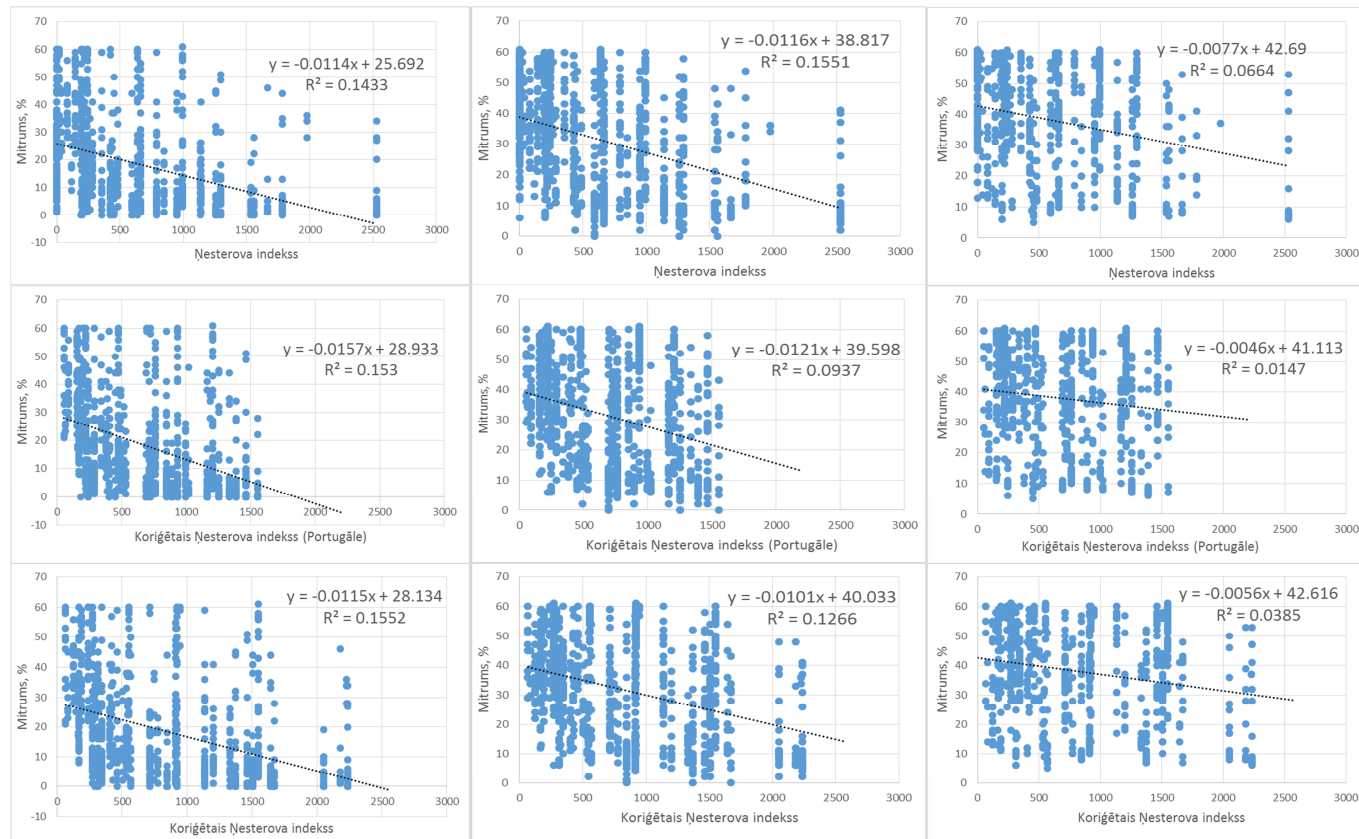 y = -0.0114x + 25.692
R² = 0.1433
Mitrums, %
70
60
50
40
30
20
10
0
-10
0 500 1000 1500 2000 2500 3000
Ņesterova indekss
y = -0.0116x + 38.817
R² = 0.1551
Mitrums, %
70
60
50
40
30
20
10
0
0 500 1000 1500 2000 2500 3000
Ņesterova indekss
y = -0.0077x + 42.69
R² = 0.0664
Mitrums, %
70
60
50
40
30
20
10
0
0 500 1000 1500 2000 2500 3000
Ņesterova indekss
y = -0.0157x + 28.933
R² = 0.153
Mitrums, %
70
60
50
40
30
20
10
0
-10
0 500 1000 1500 2000 2500 3000
Koriģētais Ņesterova indekss (Portugāle)
y = -0.0121x + 39.598
R² = 0.0937
Mitrums, %
70
60
50
40
30
20
10
0
0 500 1000 1500 2000 2500 3000
Koriģētais Ņesterova indekss (Portugāle)
y = -0.0046x + 41.113
R² = 0.0147
Mitrums, %
70
60
50
40
30
20
10
0
0 500 1000 1500 2000 2500 3000
Koriģētais Ņesterova indekss (Portugāle)
y = -0.0115x + 28.134
R² = 0.1552
Mitrums, %
70
60
50
40
30
20
10
0
-10
0 500 1000 1500 2000 2500 3000
Koriģētais Ņesterova indekss
y = -0.0101x + 40.033
R² = 0.1266
Mitrums, %
70
60
50
40
30
20
10
0
0 500 1000 1500 2000 2500 3000
Koriģētais Ņesterova indekss
y = -0.0056x + 42.616
R² = 0.0385
Mitrums, %
70
60
50
40
30
20
10
0
0 500 1000 1500 2000 2500 3000
Koriģētais Ņesterova indekss